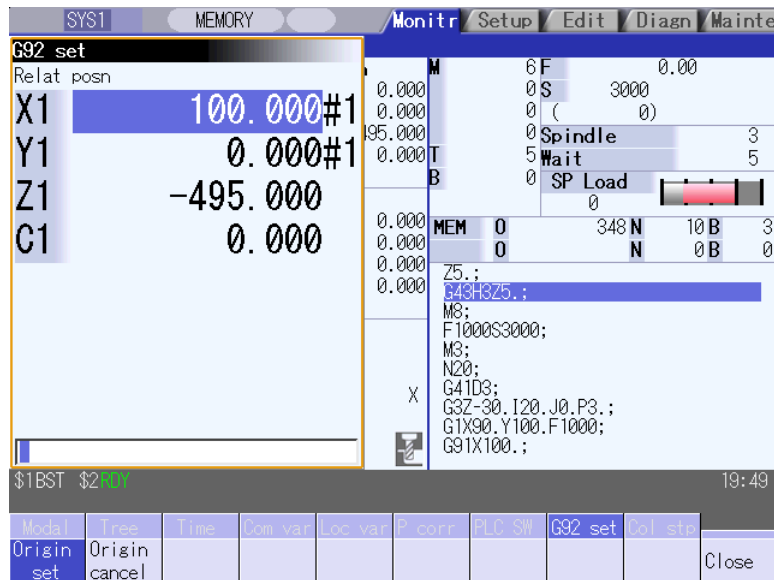 SYS1 MEMORY Monitr Setup Edit Diagn Mainte
G92 set
Relat posn
X1 100.000#1
Y1 0.000#1
Z1 -495.000
C1 0.000
0.000
0.000
495.000
0.000
0.000
0.000
0.000
0.000
X
M 6 F 0.00
0 S 3000
0 ( 0)
0 Spindle 3
T 5 Wait 5
B 0 SP Load
0
MEM O 348 N 10 B 3
O N 0 B 0
Z5.;
G43H3Z5.;
M8;
F1000S3000;
M3;
N20;
G41D3;
G3Z-30.I20.J0.P3.;
G1X90.Y100.F1000;
G91X100.;
$1BST $2RDY 19:49
Modal Tree Time Com var Loc var P corr PLC SW G92 set Col stp
Origin set Origin cancel Close